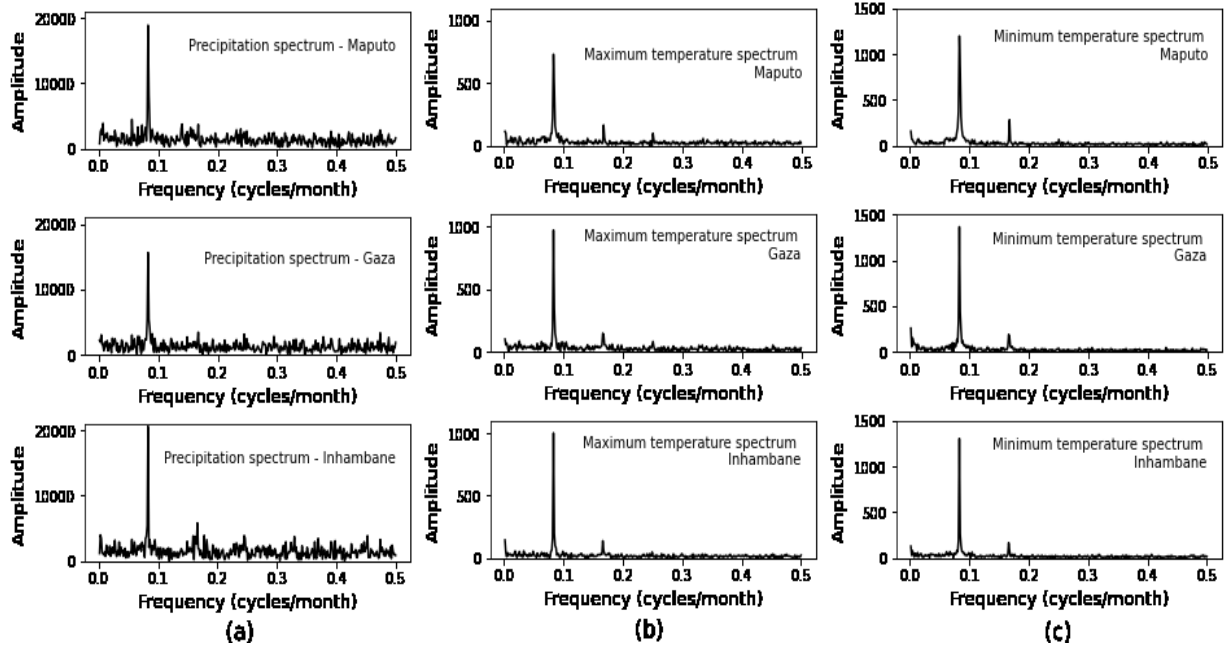 20000
10000
0
Amplitude
Precipitation spectrum - Maputo
0.0 0.1 0.2 0.3 0.4 0.5
Frequency (cycles/month)
1000
500
0
Amplitude
Maximum temperature spectrum
Maputo
0.0 0.1 0.2 0.3 0.4 0.5
Frequency (cycles/month)
1500
1000
500
0
Amplitude
Minimum temperature spectrum
Maputo
0.0 0.1 0.2 0.3 0.4 0.5
Frequency (cycles/month)
20000
10000
0
Amplitude
Precipitation spectrum - Gaza
0.0 0.1 0.2 0.3 0.4 0.5
Frequency (cycles/month)
1000
500
0
Amplitude
Maximum temperature spectrum
Gaza
0.0 0.1 0.2 0.3 0.4 0.5
Frequency (cycles/month)
1500
1000
500
0
Amplitude
Minimum temperature spectrum
Gaza
0.0 0.1 0.2 0.3 0.4 0.5
Frequency (cycles/month)
20000
10000
0
Amplitude
Precipitation spectrum - Inhambane
0.0 0.1 0.2 0.3 0.4 0.5
Frequency (cycles/month)
(a)
1000
500
0
Amplitude
Maximum temperature spectrum
Inhambane
0.0 0.1 0.2 0.3 0.4 0.5
Frequency (cycles/month)
(b)
1500
1000
500
0
Amplitude
Minimum temperature spectrum
Inhambane
0.0 0.1 0.2 0.3 0.4 0.5
Frequency (cycles/month)
(c)